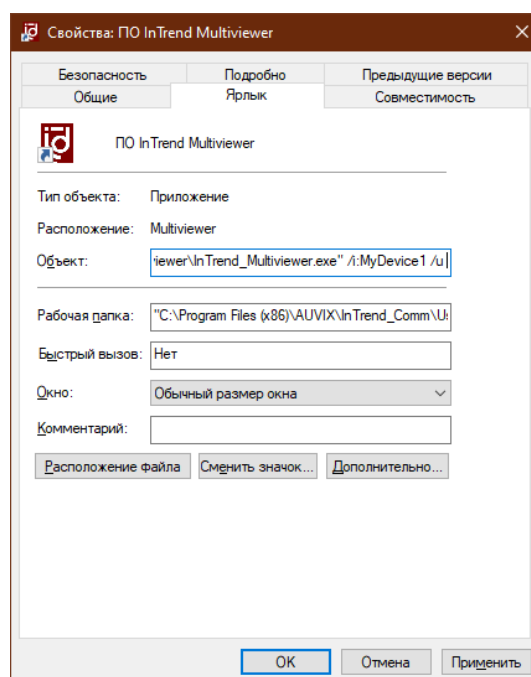 Свойства: ПО InTrend Multiviewer
Безопасность Подробно Предыдущие версии
Общие Ярлык Совместимость
ПО InTrend Multiviewer
Тип объекта: Приложение
Расположение: Multiviewer
Объект: iewer\InTrend_Multiviewer.exe" /i:MyDevice1 /u
Рабочая папка: "C:\Program Files (x86)\AUVIX\InTrend_Comm\U
Быстрый вызов: Нет
Окно: Обычный размер окна
Комментарий:
Расположение файла Сменить значок... Дополнительно...
ОК Отмена Применить